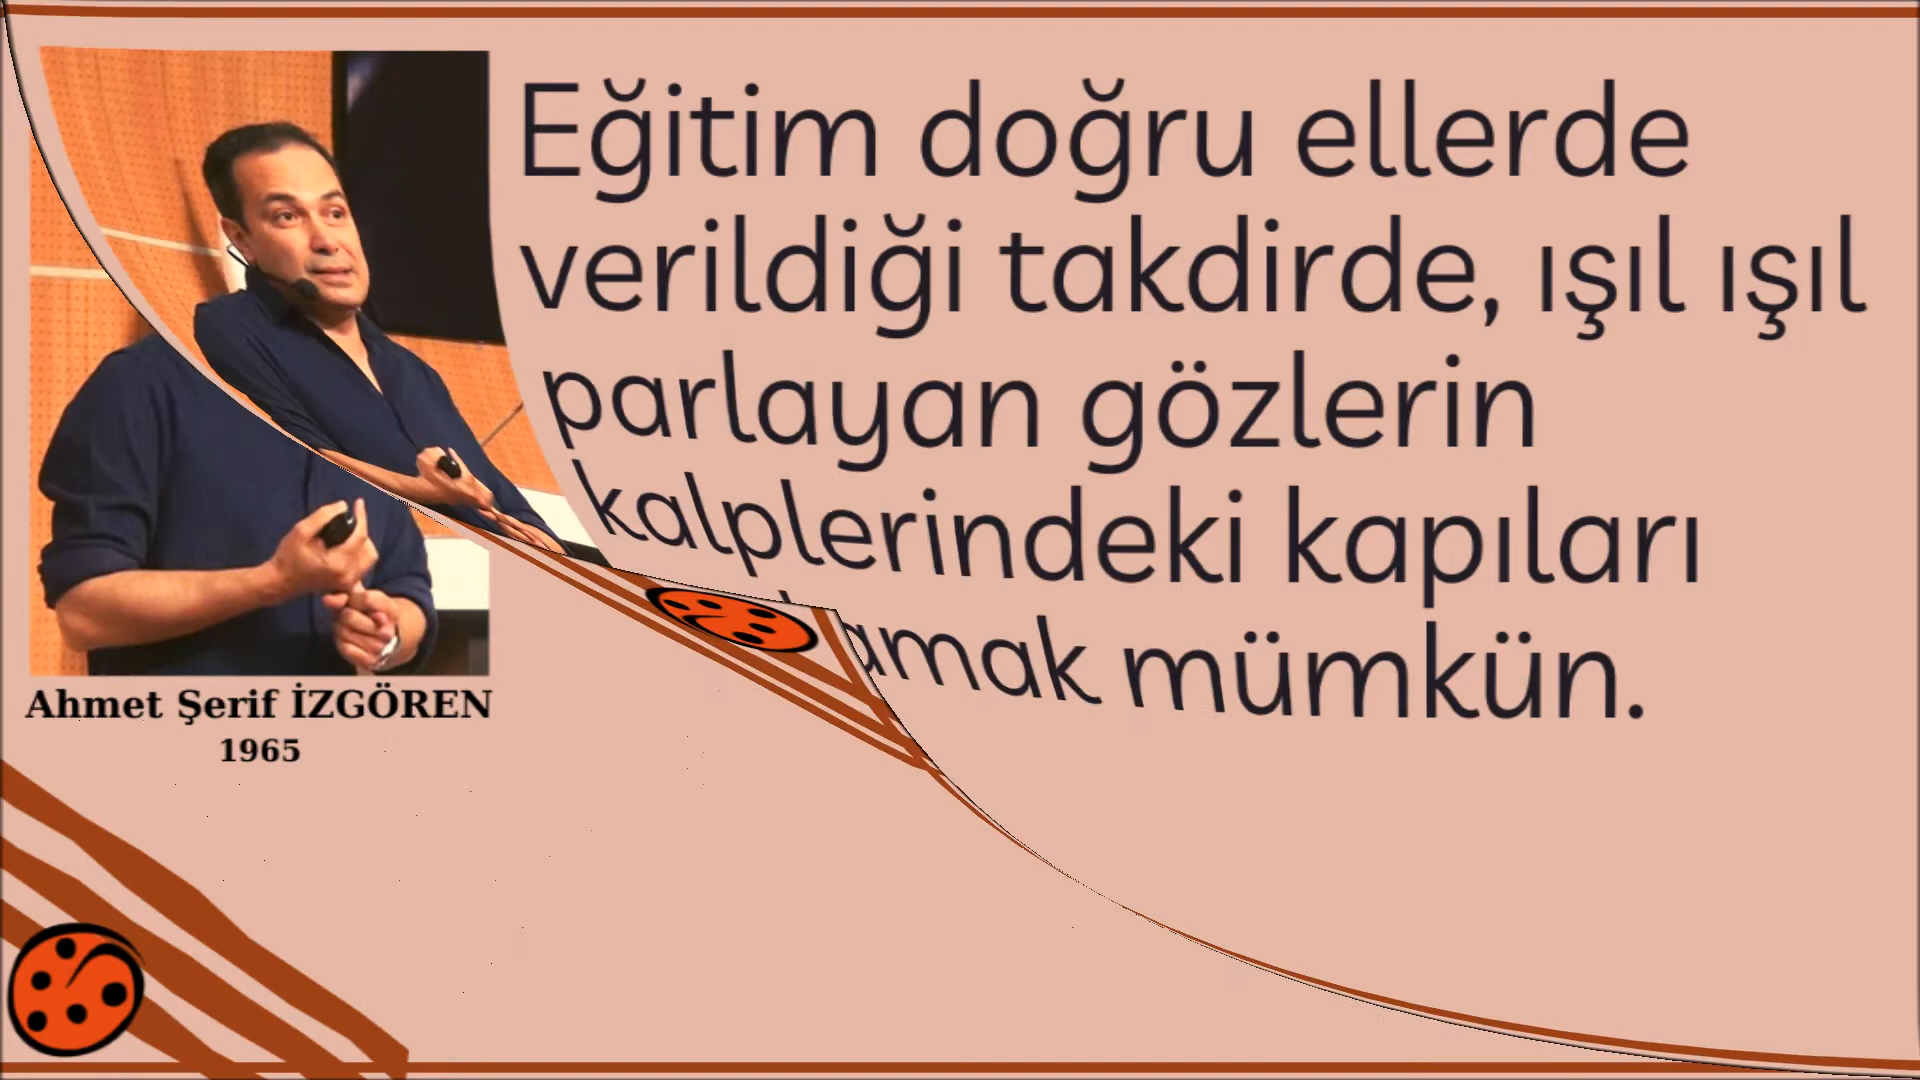 Eğitim doğru ellerde
verildiği takdirde, ışıl ışıl
parlayan gözlerin
kalplerindeki kapıları
mümkün.
Ahmet Şerif İZGÖREN
1965